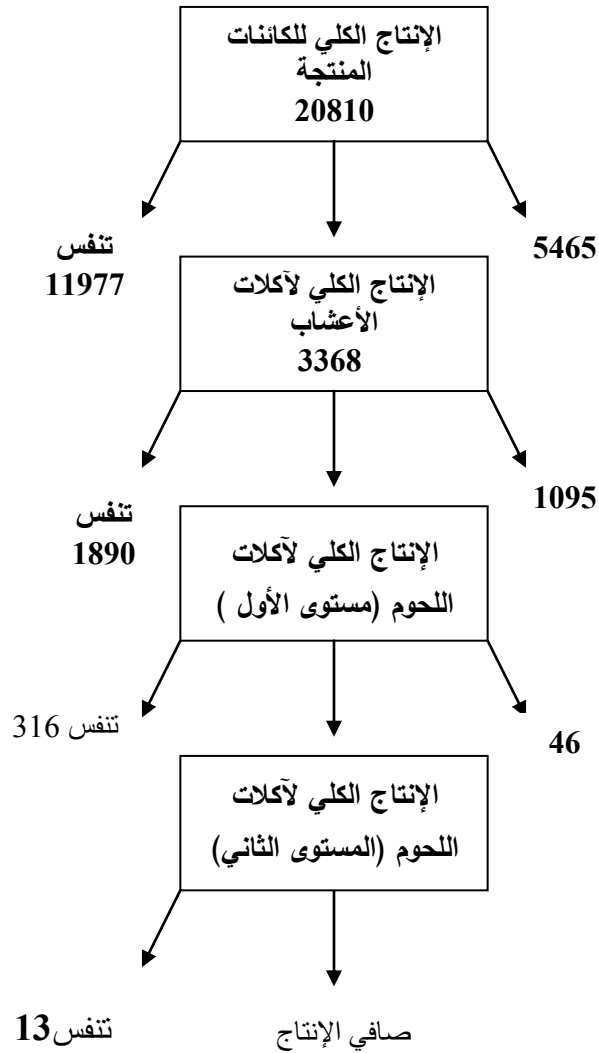 الإنتاج الكلي للكائنات
المنتجة
20810
تنفس
11977
5465
الإنتاج الكلي لآكلات
الأعشاب
3368
تنفس
1890
1095
الإنتاج الكلي لآكلات
اللحوم (مستوى الأول )
تنفس 316
46
الإنتاج الكلي لآكلات
اللحوم (المستوى الثاني)
تنفس13
صافي الإنتاج